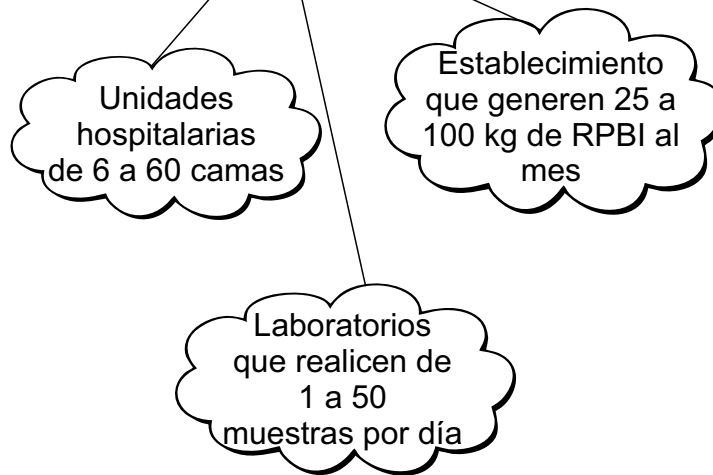 Unidades
hospitalarias
de 6 a 60 camas
Establecimiento
que generen 25 a
100 kg de RPBI al
mes
Laboratorios
que realicen de
1 a 50
muestras por día